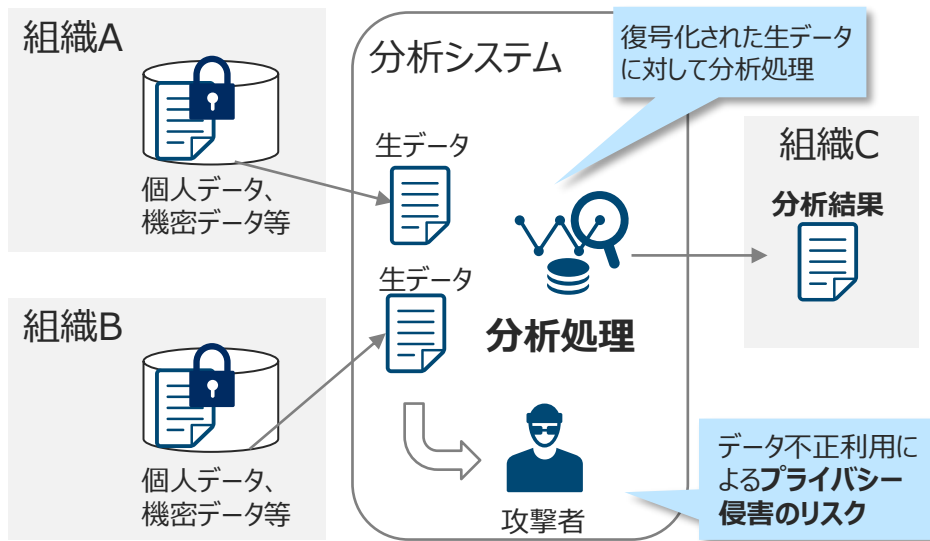 組織A
個人データ、
機密データ等
組織B
個人データ、
機密データ等
分析システム
復号化された生データ
に対して分析処理
生データ
生データ
分析処理
攻撃者
組織C
分析結果
データ不正利用に
よるプライバシー
侵害のリスク